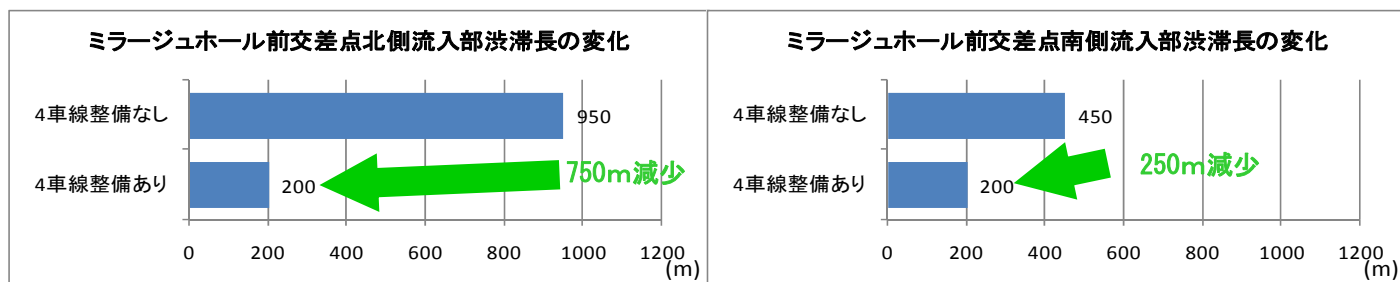 ミラージュホール前交差点北側流入部渋滞長の変化
4車線整備なし
950
4車線整備あり
200
750m減少
0 200 400 600 800 1000 1200
(m)
ミラージュホール前交差点南側流入部渋滞長の変化
4車線整備なし
450
4車線整備あり
200
250m減少
0 200 400 600 800 1000 1200
(m)